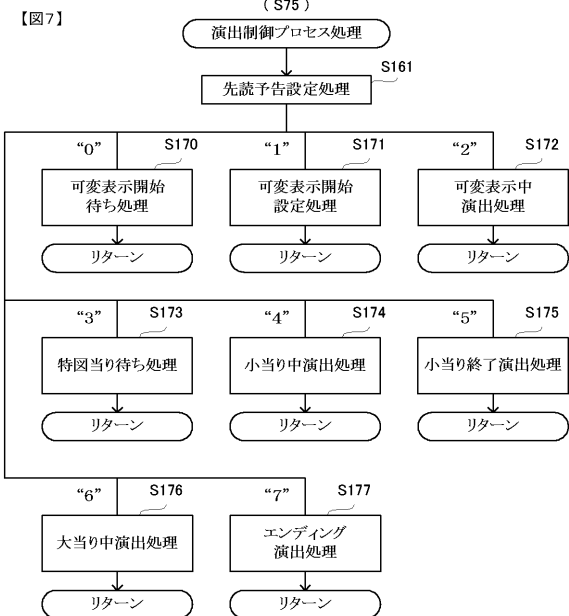 【図7】
( S75 )
演出制御プロセス処理
S161
先読予告設定処理
“0”
S170
可変表示開始
待ち処理
リターン
“1”
S171
可変表示開始
設定処理
リターン
“2”
S172
可変表示中
演出処理
リターン
“3”
S173
特図当り待ち処理
リターン
“4”
S174
小当り中演出処理
リターン
“5”
S175
小当り終了演出処理
リターン
“6”
S176
大当り中演出処理
リターン
“7”
S177
エンディング
演出処理
リターン